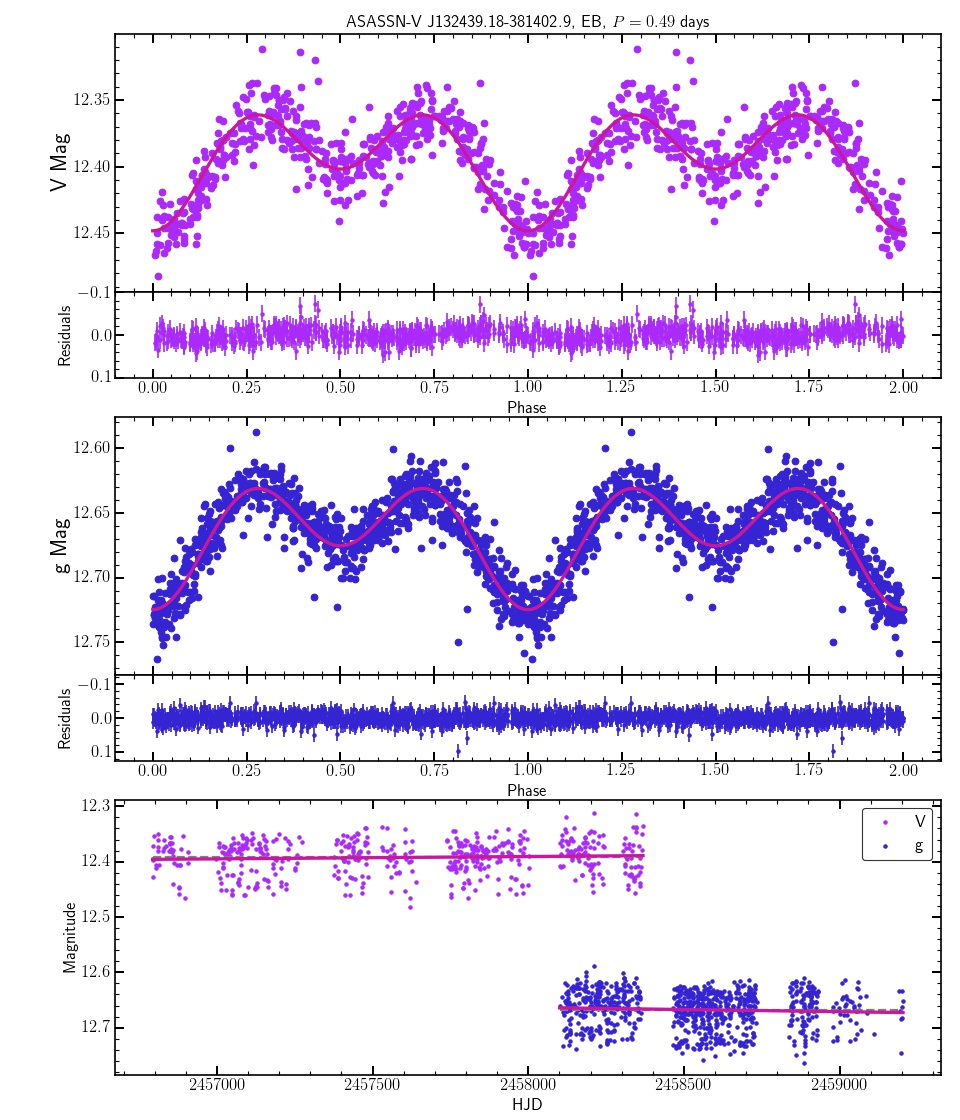 ASASSN-V J132439.18-381402.9, EB, P = 0.49 days
V Mag
12.35
12.40
12.45
Residuals
−0.1
0.0
0.1
0.00 0.25 0.50 0.75 1.00 1.25 1.50 1.75 2.00
Phase
g Mag
12.60
12.65
12.70
12.75
Residuals
−0.1
0.0
0.1
0.00 0.25 0.50 0.75 1.00 1.25 1.50 1.75 2.00
Phase
Magnitude
12.3
12.4
12.5
12.6
12.7
V
g
2457000 2457500 2458000 2458500 2459000
HJD